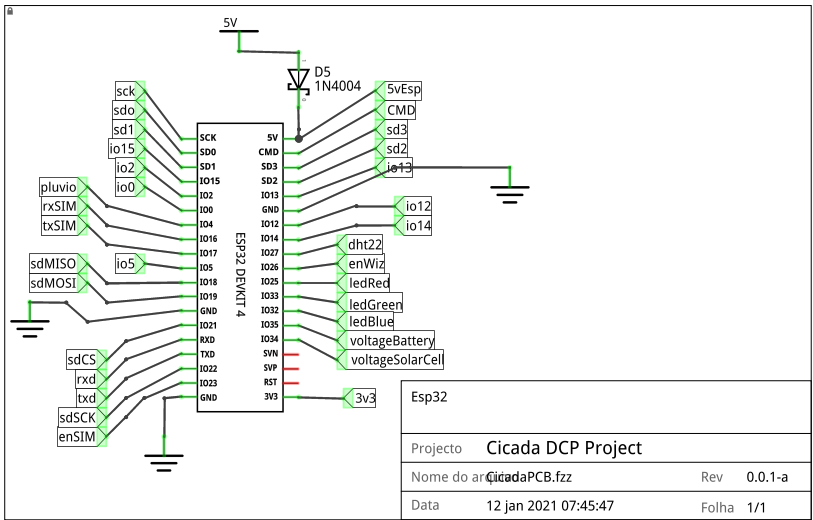 5V
D5
1N4004
sck
sdo
sd1
io15
io2
io0
pluvio
rxSIM
txSIM
io5
sdMISO
sdMOSI
sdCS
rxd
txd
sdSCK
enSIM
SCK
SD0
SD1
IO15
IO2
IO0
IO4
IO16
IO17
IO5
IO18
IO19
GND
IO21
RXD
TXD
IO22
IO23
GND
ESP32 DEVKIT 4
5V
CMD
SD3
SD2
IO13
GND
IO12
IO14
IO27
IO26
IO25
IO33
IO32
IO35
IO34
SVN
SVP
RST
3V3
5vEsp
CMD
sd3
sd2
io13
io12
io14
dht22
enWiz
ledRed
ledGreen
ledBlue
voltageBattery
voltageSolarCell
3v3
Esp32
Projecto Cicada DCP Project
Nome do arquivo CicadaPCB.fzz Rev 0.0.1-a
Data 12 jan 2021 07:45:47 Folha 1/1